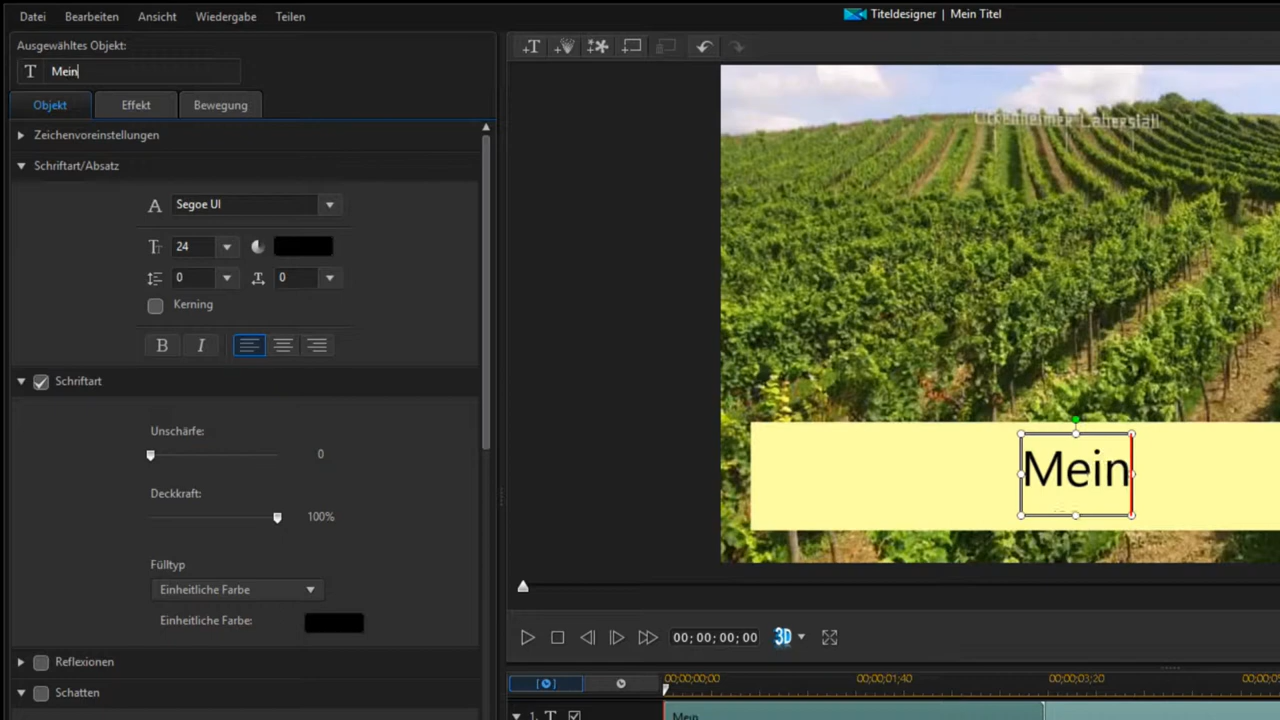 Datei Bearbeiten Ansicht Wiedergabe Teilen
Titeldesigner | Mein Titel
Ausgewähltes Objekt:
T Mein
Objekt Effekt Bewegung
Zeichenvoreinstellungen
Schriftart/Absatz
Segoe UI
24
0 0
Kerning
B I
Schriftart
Unschärfe:
0
Deckkraft:
100%
Fülltyp
Einheitliche Farbe
Einheitliche Farbe:
Reflexionen
Schatten
Mein
00;00;00;00 3D
00;00;00;00 00;00;01;40 00;00;03;20
1. T Mein